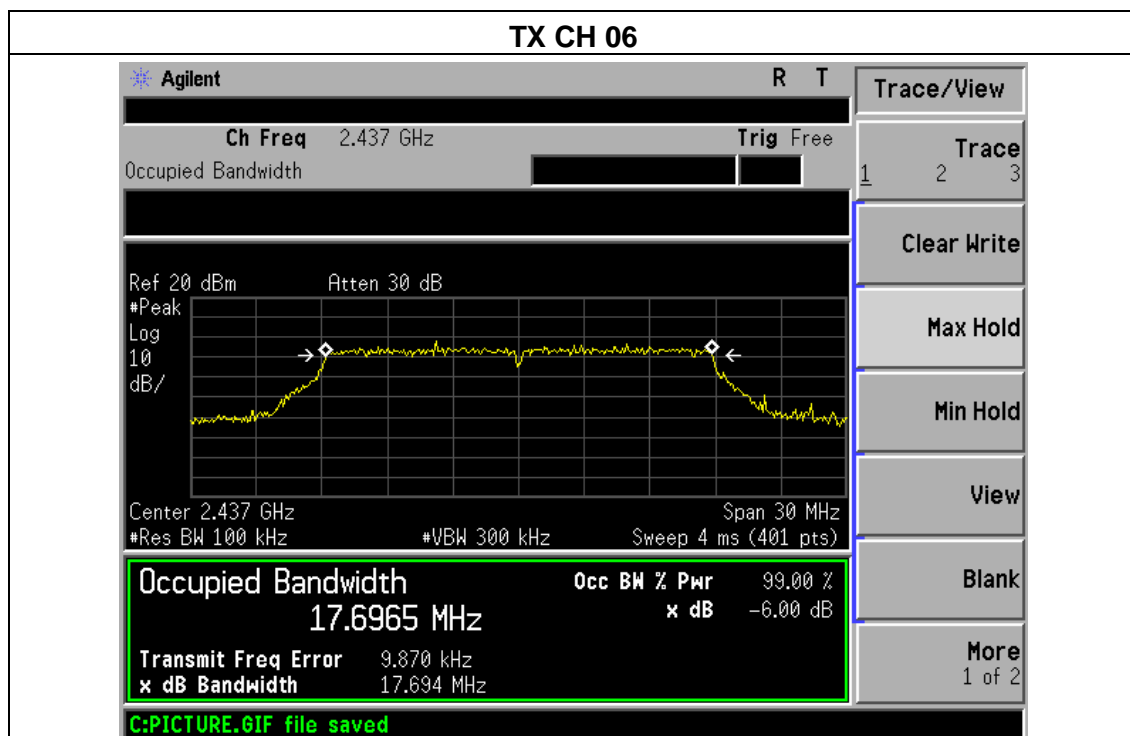 TX CH 06
Agilent R T
Trace/View
Ch Freq 2.437 GHz Trig Free
Occupied Bandwidth
Trace
1 2 3
Clear Write
Max Hold
Min Hold
View
Blank
More
1 of 2
Ref 20 dBm Atten 30 dB
#Peak
Log
10
dB/
Center 2.437 GHz Span 30 MHz
#Res BW 100 kHz #VBW 300 kHz Sweep 4 ms (401 pts)
Occupied Bandwidth Occ BW % Pwr 99.00 %
17.6965 MHz x dB -6.00 dB
Transmit Freq Error 9.870 kHz
x dB Bandwidth 17.694 MHz
C:PICTURE.GIF file saved